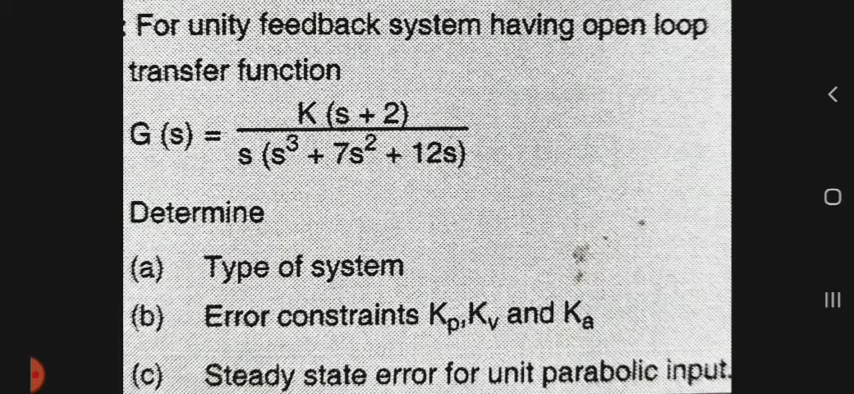 : For unity feedback system having open loop
transfer function
G (s) = K (s + 2) / s (s³ + 7s² + 12s)
Determine
(a) Type of system
(b) Error constraints Kp, Kv and Ka
(c) Steady state error for unit parabolic input.